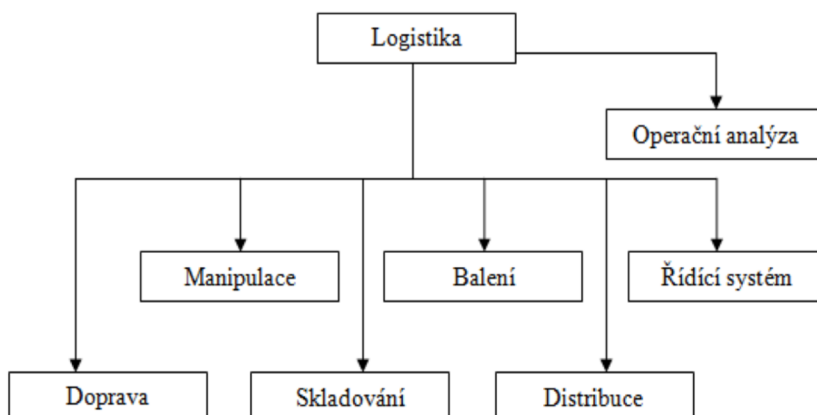 Logistika
Operační analýza
Manipulace
Balení
Řídící systém
Doprava
Skladování
Distribuce